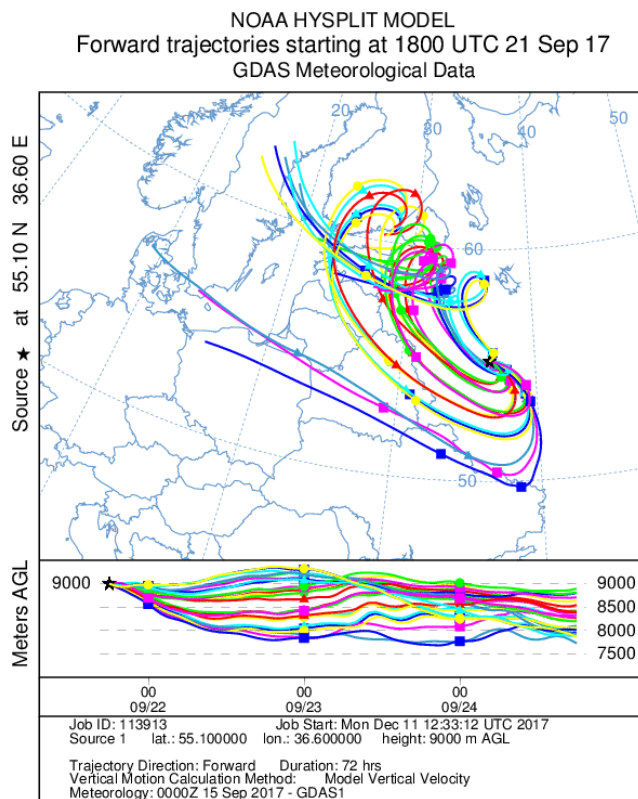 NOAA HYSPLIT MODEL
Forward trajectories starting at 1800 UTC 21 Sep 17
GDAS Meteorological Data
Source ★ at 55.10 N 36.60 E
20
30
40
50
60
50
Meters AGL
9000
9000
8500
8000
7500
00
00
00
09/22
09/23
09/24
Job ID: 113913 Job Start: Mon Dec 11 12:33:12 UTC 2017
Source 1 lat.: 55.100000 lon.: 36.600000 height: 9000 m AGL
Trajectory Direction: Forward Duration: 72 hrs
Vertical Motion Calculation Method: Model Vertical Velocity
Meteorology: 0000Z 15 Sep 2017 - GDAS1